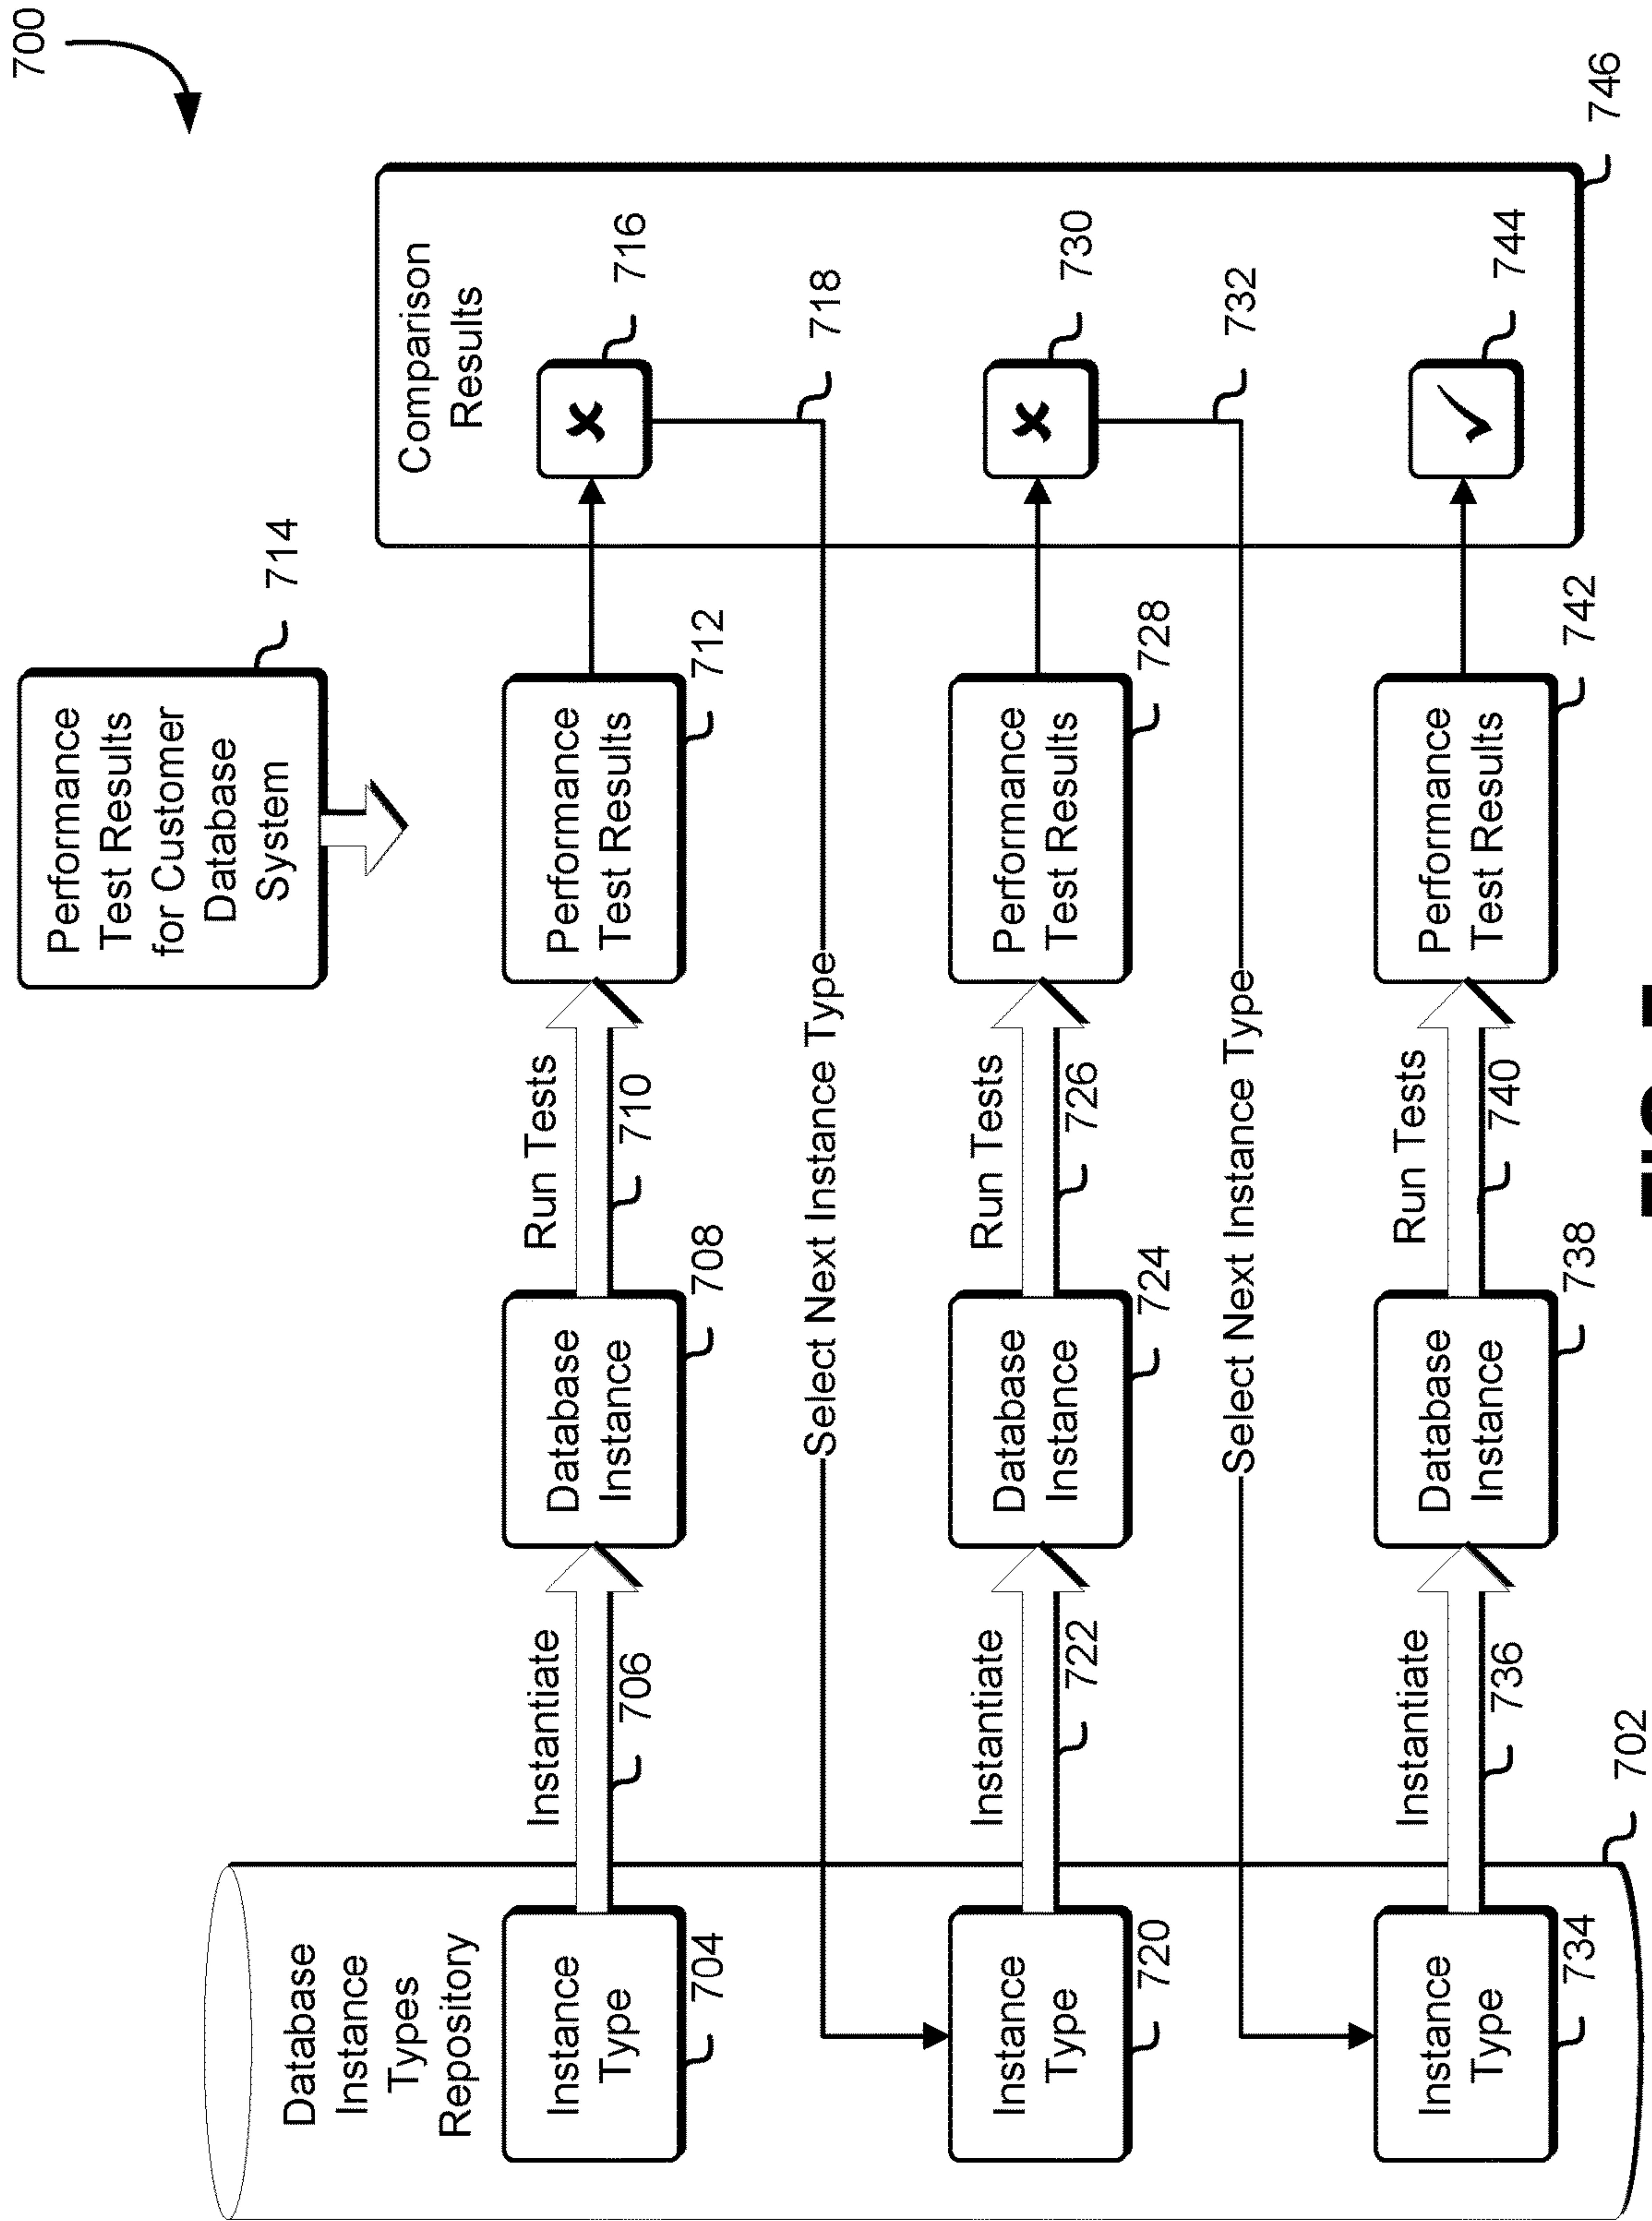 700
Performance
Test Results
for Customer
Database
System
714
Comparison
Results
Database
Instance
Types
Repository
Instance
Type
704
Instantiate
706
Database
Instance
708
Run Tests
710
Performance
Test Results
712
716
718
Select Next Instance Type
Instance
Type
720
Instantiate
722
Database
Instance
724
Run Tests
726
Performance
Test Results
728
730
732
Select Next Instance Type
Instance
Type
734
Instantiate
736
Database
Instance
738
Run Tests
740
Performance
Test Results
742
744
746
702